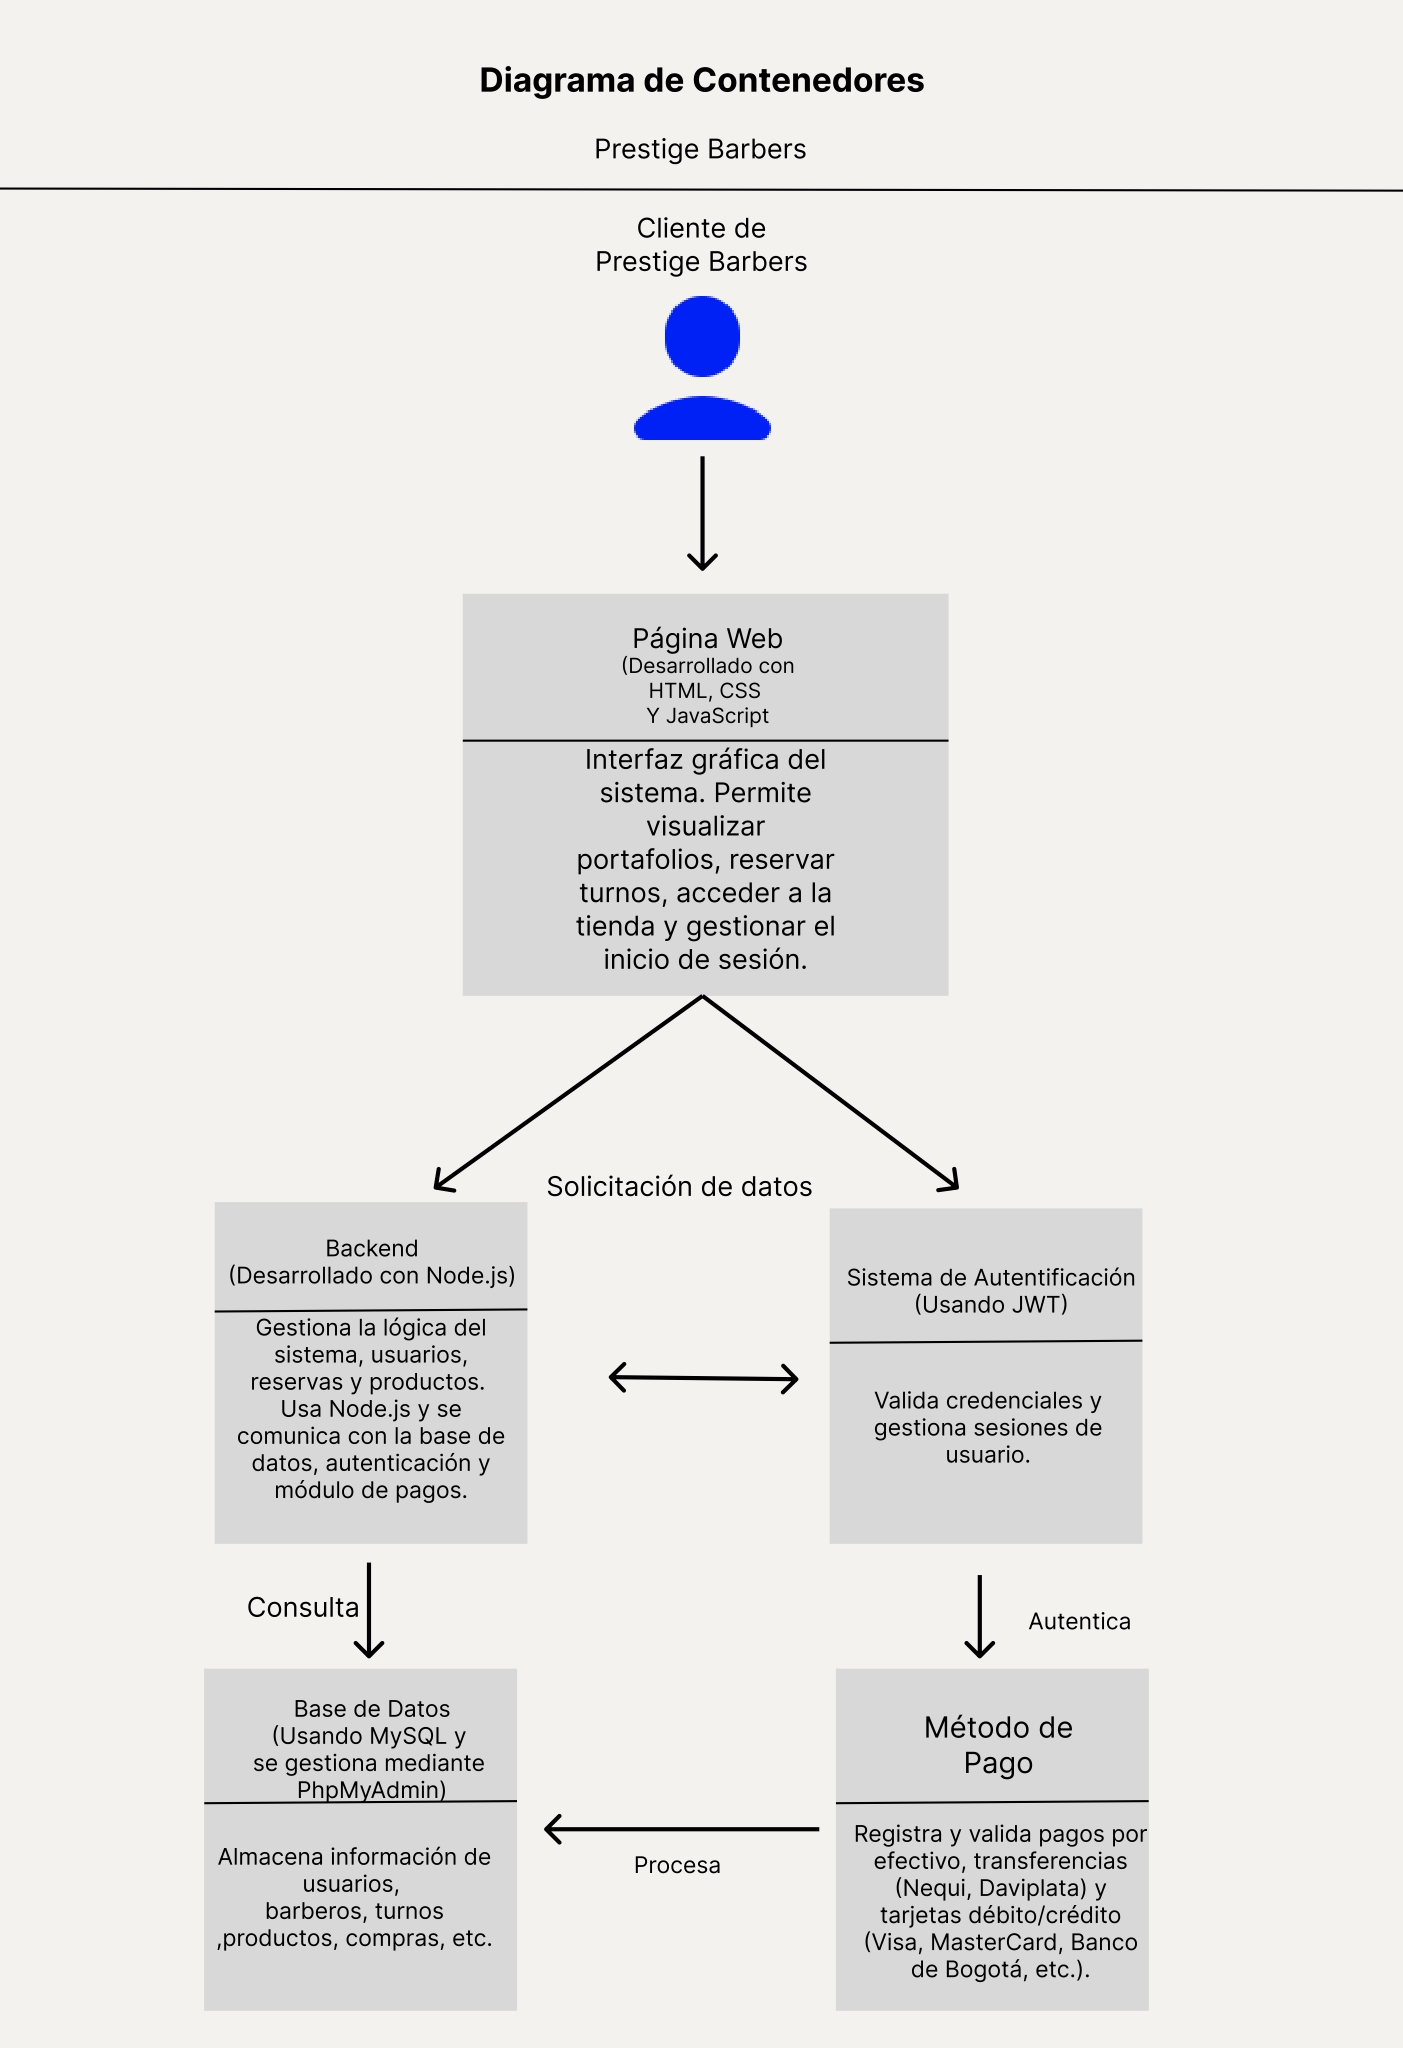 Diagrama de Contenedores
Prestige Barbers
Cliente de
Prestige Barbers
Página Web
(Desarrollado con
HTML, CSS
Y JavaScript
Interfaz gráfica del
sistema. Permite
visualizar
portafolios, reservar
turnos, acceder a la
tienda y gestionar el
inicio de sesión.
Solicitación de datos
Backend
(Desarrollado con Node.js)
Gestiona la lógica del
sistema, usuarios,
reservas y productos.
Usa Node.js y se
comunica con la base de
datos, autenticación y
módulo de pagos.
Sistema de Autentificación
(Usando JWT)
Valida credenciales y
gestiona sesiones de
usuario.
Consulta
Autentica
Base de Datos
(Usando MySQL y
se gestiona mediante
PhpMyAdmin)
Almacena información de
usuarios,
barberos, turnos
,productos, compras, etc.
Procesa
Método de
Pago
Registra y valida pagos por
efectivo, transferencias
(Nequi, Daviplata) y
tarjetas débito/crédito
(Visa, MasterCard, Banco
de Bogotá, etc.).